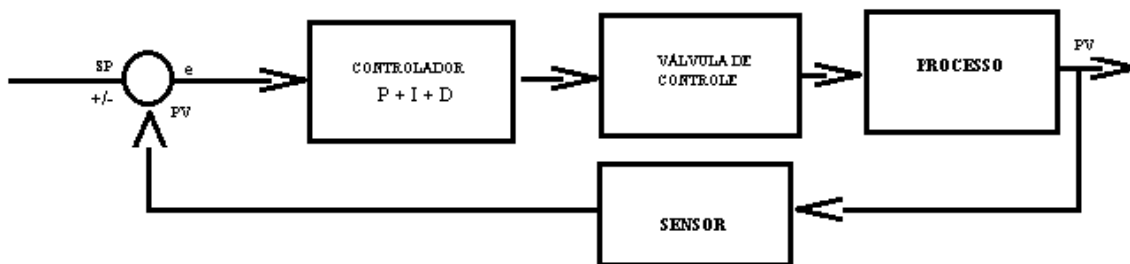 SP
+/-
e
PV
CONTROLADOR
P + I + D
VÁLVULA DE
CONTROLE
PROCESSO
PV
SENSOR